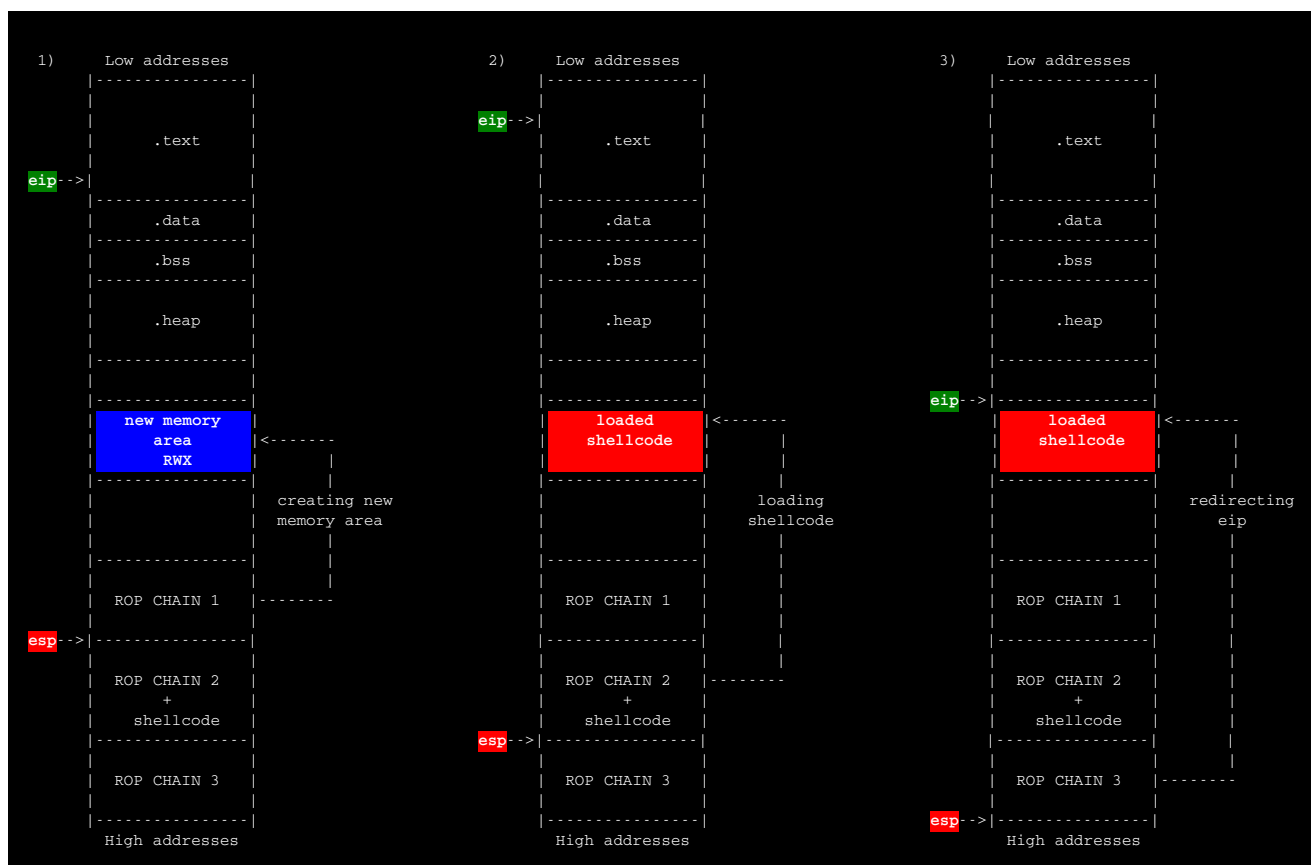 1) Low addresses
eip-->
.text
.data
.bss
.heap
new memory
area
RWX
<-------
creating new
memory area
ROP CHAIN 1
--------
esp-->
ROP CHAIN 2
+
shellcode
ROP CHAIN 3
High addresses
2) Low addresses
eip-->
.text
.data
.bss
.heap
loaded
shellcode
<-------
loading
shellcode
ROP CHAIN 1
ROP CHAIN 2
--------
+
shellcode
esp-->
ROP CHAIN 3
High addresses
3) Low addresses
.text
.data
.bss
.heap
eip-->
loaded
shellcode
<-------
redirecting
eip
ROP CHAIN 1
ROP CHAIN 2
+
shellcode
ROP CHAIN 3
--------
esp-->
High addresses